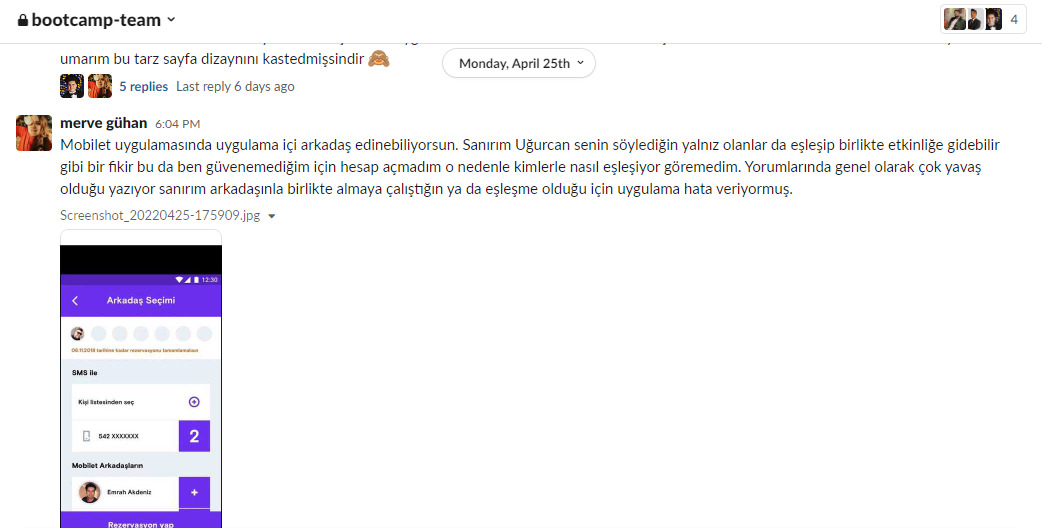 bootcamp-team
4
umarım bu tarz sayfa dizaynını kastedmişsindir
Monday, April 25th
5 replies Last reply 6 days ago
merve gühan 6:04 PM
Mobilet uygulamasında uygulama içi arkadaş edinebiliyorsun. Sanırım Uğurcan senin söylediğin yalnız olanlar da eşleşip birlikte etkinliğe gidebilir
gibi bir fikir bu da ben güvenemediğim için hesap açmadım o nedenle kimlerle nasıl eşleşiyor göremedim. Yorumlarında genel olarak çok yavaş
olduğu yazıyor sanırım arkadaşınla birlikte almaya çalıştığın ya da eşleşme olduğu için uygulama hata veriyormuş.
Screenshot_20220425-175909.jpg
12:30
Arkadaş Seçimi
06.11.2018 tarihine kadar rezervasyonu tamamlamalısın
SMS ile
Kişi listesinden seç
542 XXXXXXX 2
Mobilet Arkadaşların
Emrah Akdeniz +
Rezervasyon yap